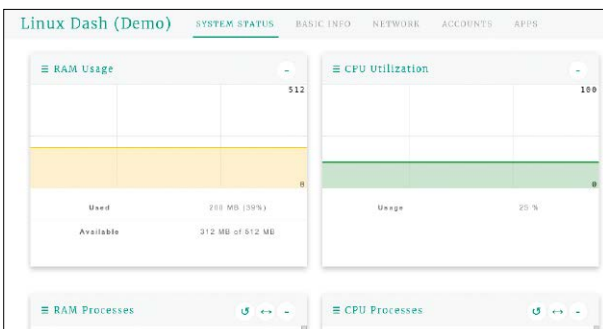 Linux Dash (Demo) SYSTEM STATUS BASIC INFO NETWORK ACCOUNTS APPS
RAM Usage -
512
0
Used 200 MB (39%)
Available 312 MB of 512 MB
CPU Utilization -
100
0
Usage 25 %
RAM Processes -
CPU Processes -